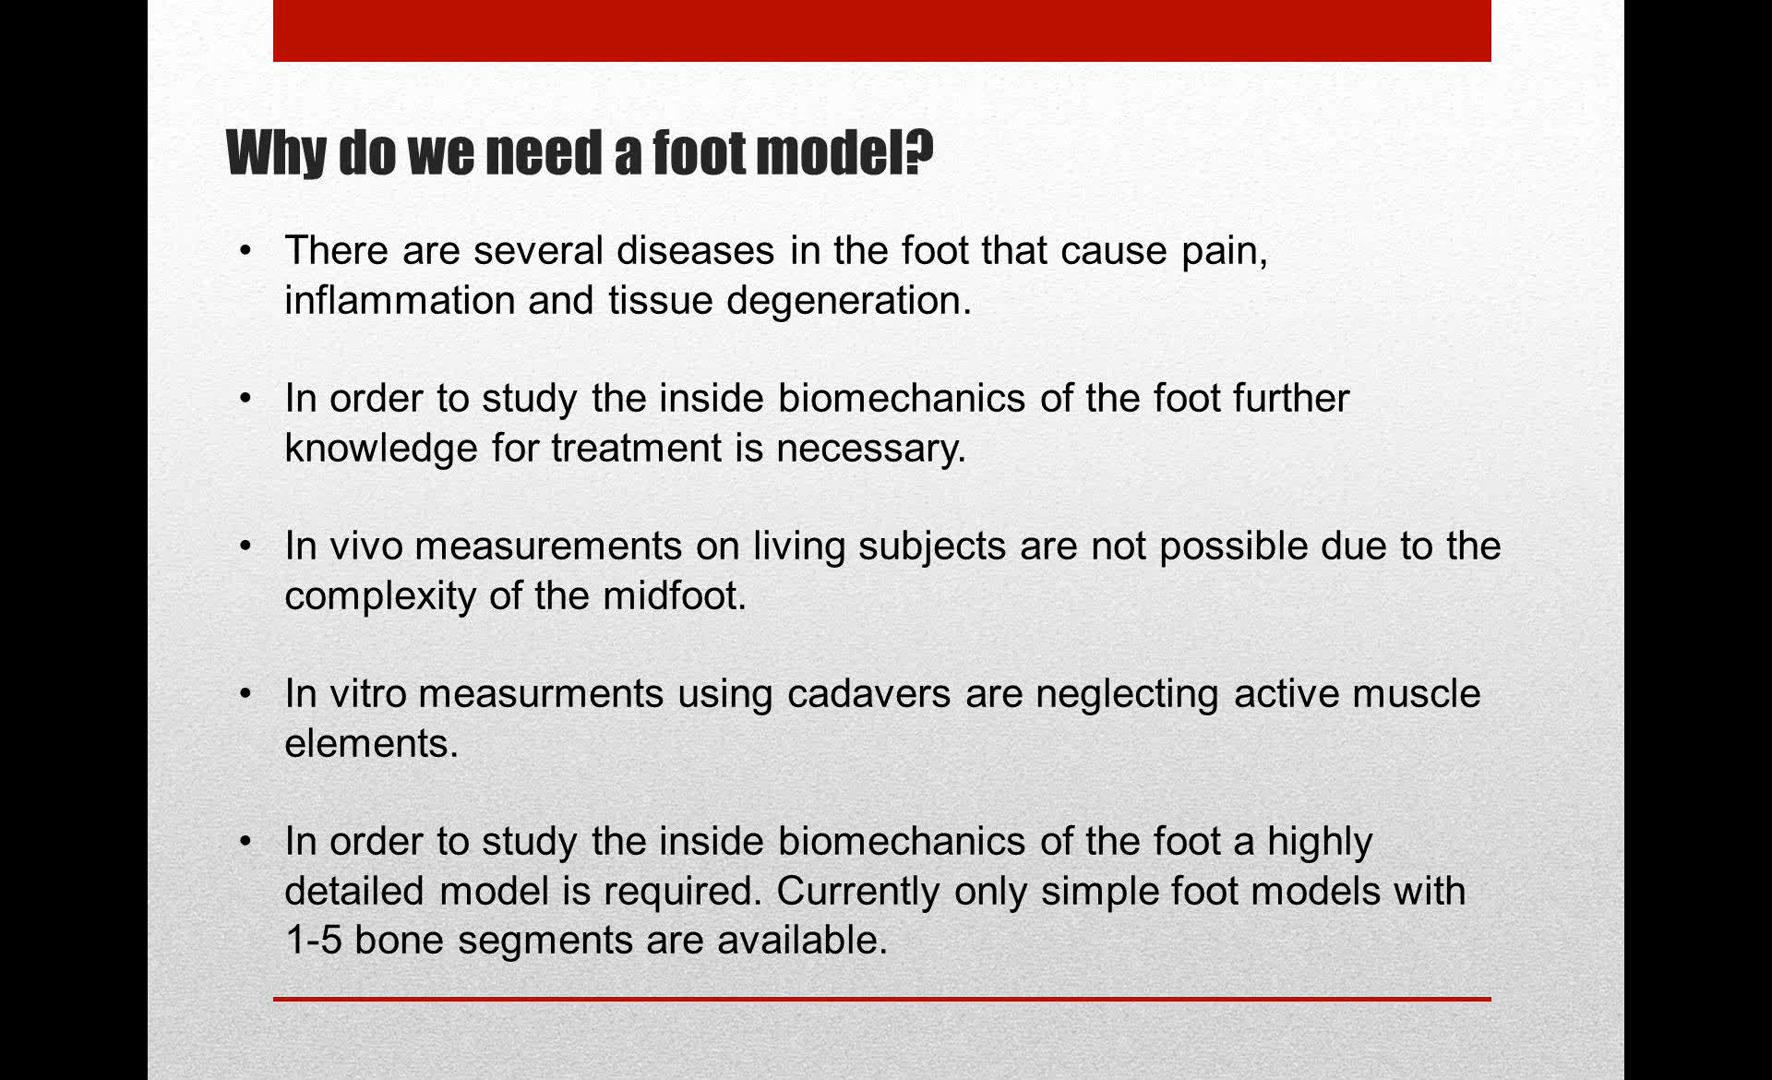 Why do we need a foot model?
• There are several diseases in the foot that cause pain,
inflammation and tissue degeneration.
• In order to study the inside biomechanics of the foot further
knowledge for treatment is necessary.
• In vivo measurements on living subjects are not possible due to the
complexity of the midfoot.
• In vitro measurments using cadavers are neglecting active muscle
elements.
• In order to study the inside biomechanics of the foot a highly
detailed model is required. Currently only simple foot models with
1-5 bone segments are available.